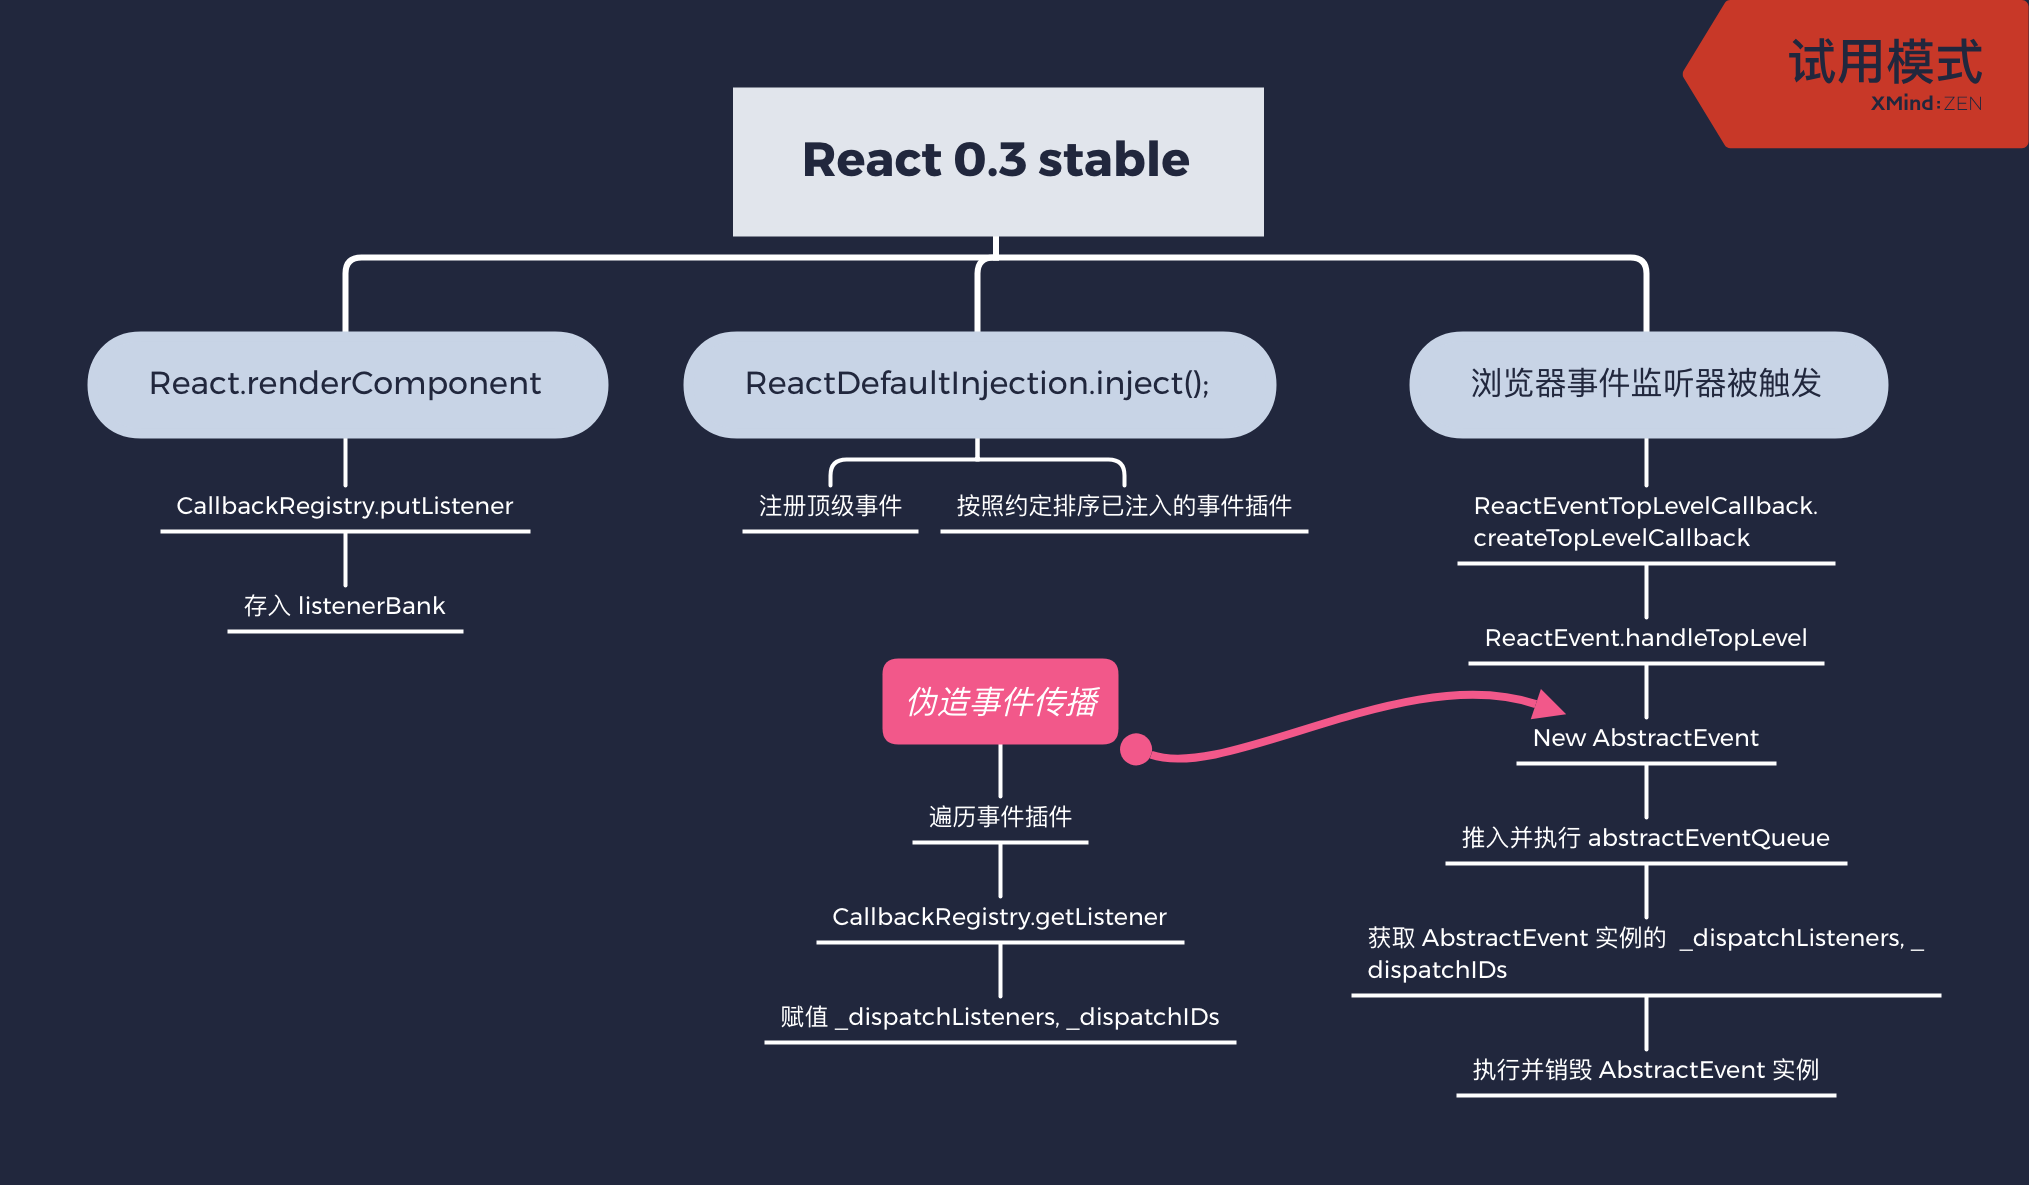 试用模式
XMind:ZEN
React 0.3 stable
React.renderComponent
ReactDefaultInjection.inject();
浏览器事件监听器被触发
CallbackRegistry.putListener
存入 listenerBank
注册顶级事件
按照约定排序已注入的事件插件
ReactEventTopLevelCallback.
createTopLevelCallback
ReactEvent.handleTopLevel
New AbstractEvent
推入并执行 abstractEventQueue
获取 AbstractEvent 实例的 _dispatchListeners, _
dispatchIDs
执行并销毁 AbstractEvent 实例
伪造事件传播
遍历事件插件
CallbackRegistry.getListener
赋值 _dispatchListeners, _dispatchIDs